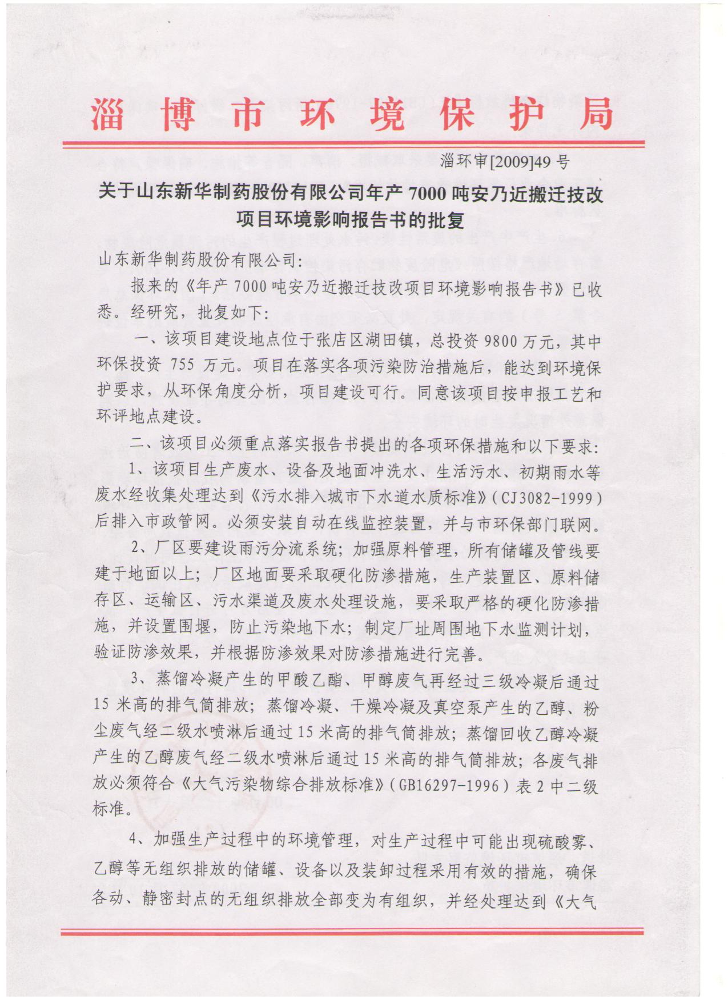 淄博市环境保护局
淄环审[2009]49号
关于山东新华制药股份有限公司年产7000吨安乃近搬迁技改
项目环境影响报告书的批复
山东新华制药股份有限公司：
报来的《年产7000吨安乃近搬迁技改项目环境影响报告书》已收
悉。经研究，批复如下：
一、该项目建设地点位于张店区湖田镇，总投资9800万元，其中
环保投资 755 万元。项目在落实各项污染防治措施后，能达到环境保
护要求，从环保角度分析，项目建设可行。同意该项目按申报工艺和
环评地点建设。
二、该项目必须重点落实报告书提出的各项环保措施和以下要求：
1、该项目生产废水、设备及地面冲洗水、生活污水、初期雨水等
废水经收集处理达到《污水排入城市下水道水质标准》（CJ3082-1999）
后排入市政管网。必须安装自动在线监控装置，并与市环保部门联网。
2、厂区要建设雨污分流系统；加强原料管理，所有储罐及管线要
建于地面以上；厂区地面要采取硬化防渗措施，生产装置区、原料储
存区、运输区、污水渠道及废水处理设施，要采取严格的硬化防渗措
施，并设置围堰，防止污染地下水；制定厂址周围地下水监测计划，
验证防渗效果，并根据防渗效果对防渗措施进行完善。
3、蒸馏冷凝产生的甲酸乙酯、甲醇废气再经过三级冷凝后通过
15 米高的排气筒排放；蒸馏冷凝、干燥冷凝及真空泵产生的乙醇、粉
尘废气经二级水喷淋后通过15米高的排气筒排放；蒸馏回收乙醇冷凝
产生的乙醇废气经二级水喷淋后通过15米高的排气筒排放；各废气排
放必须符合《大气污染物综合排放标准》（GB16297-1996）表2中二级
标准。
4、加强生产过程中的环境管理，对生产过程中可能出现硫酸雾、
乙醇等无组织排放的储罐、设备以及装卸过程采用有效的措施，确保
各动、静密封点的无组织排放全部变为有组织，并经处理达到《大气